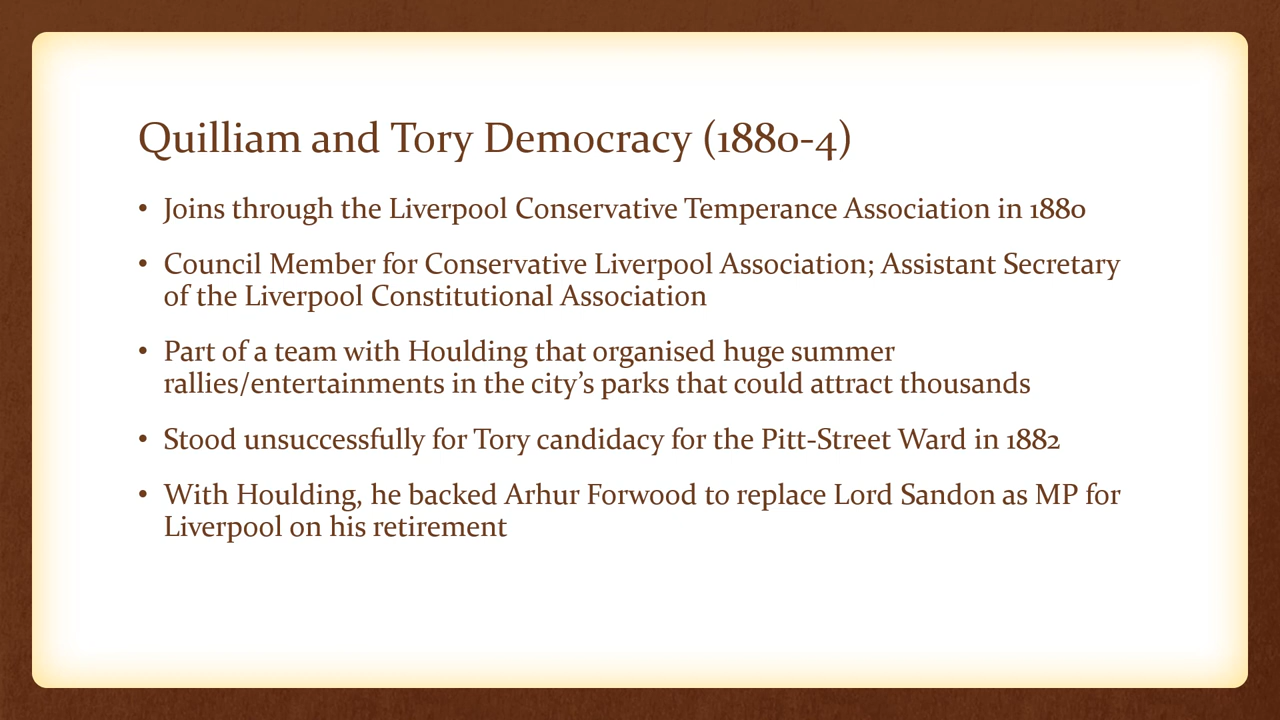 Quilliam and Tory Democracy (1880-4)
• Joins through the Liverpool Conservative Temperance Association in 1880
• Council Member for Conservative Liverpool Association; Assistant Secretary
of the Liverpool Constitutional Association
• Part of a team with Houlding that organised huge summer
rallies/entertainments in the city’s parks that could attract thousands
• Stood unsuccessfully for Tory candidacy for the Pitt-Street Ward in 1882
• With Houlding, he backed Arhur Forwood to replace Lord Sandon as MP for
Liverpool on his retirement